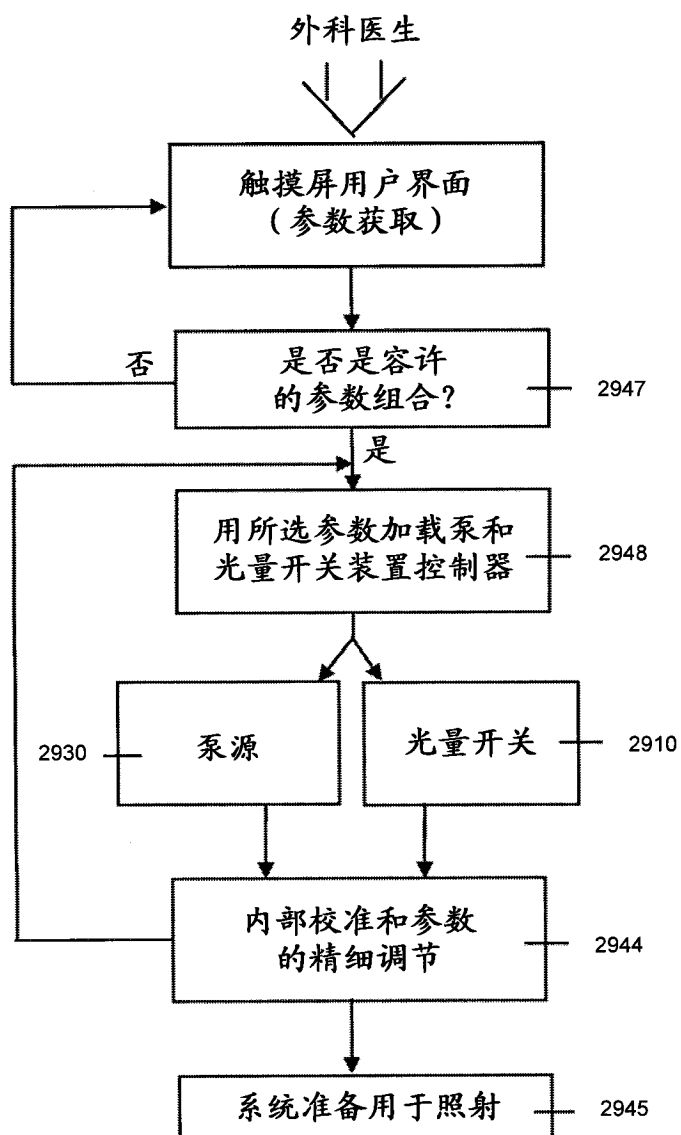 外科医生
触摸屏用户界面
（参数获取）
否
是否是容许
的参数组合?
2947
是
用所选参数加载泵和
光量开关装置控制器
2948
2930
泵源
光量开关
2910
内部校准和参数
的精细调节
2944
系统准备用于照射
2945